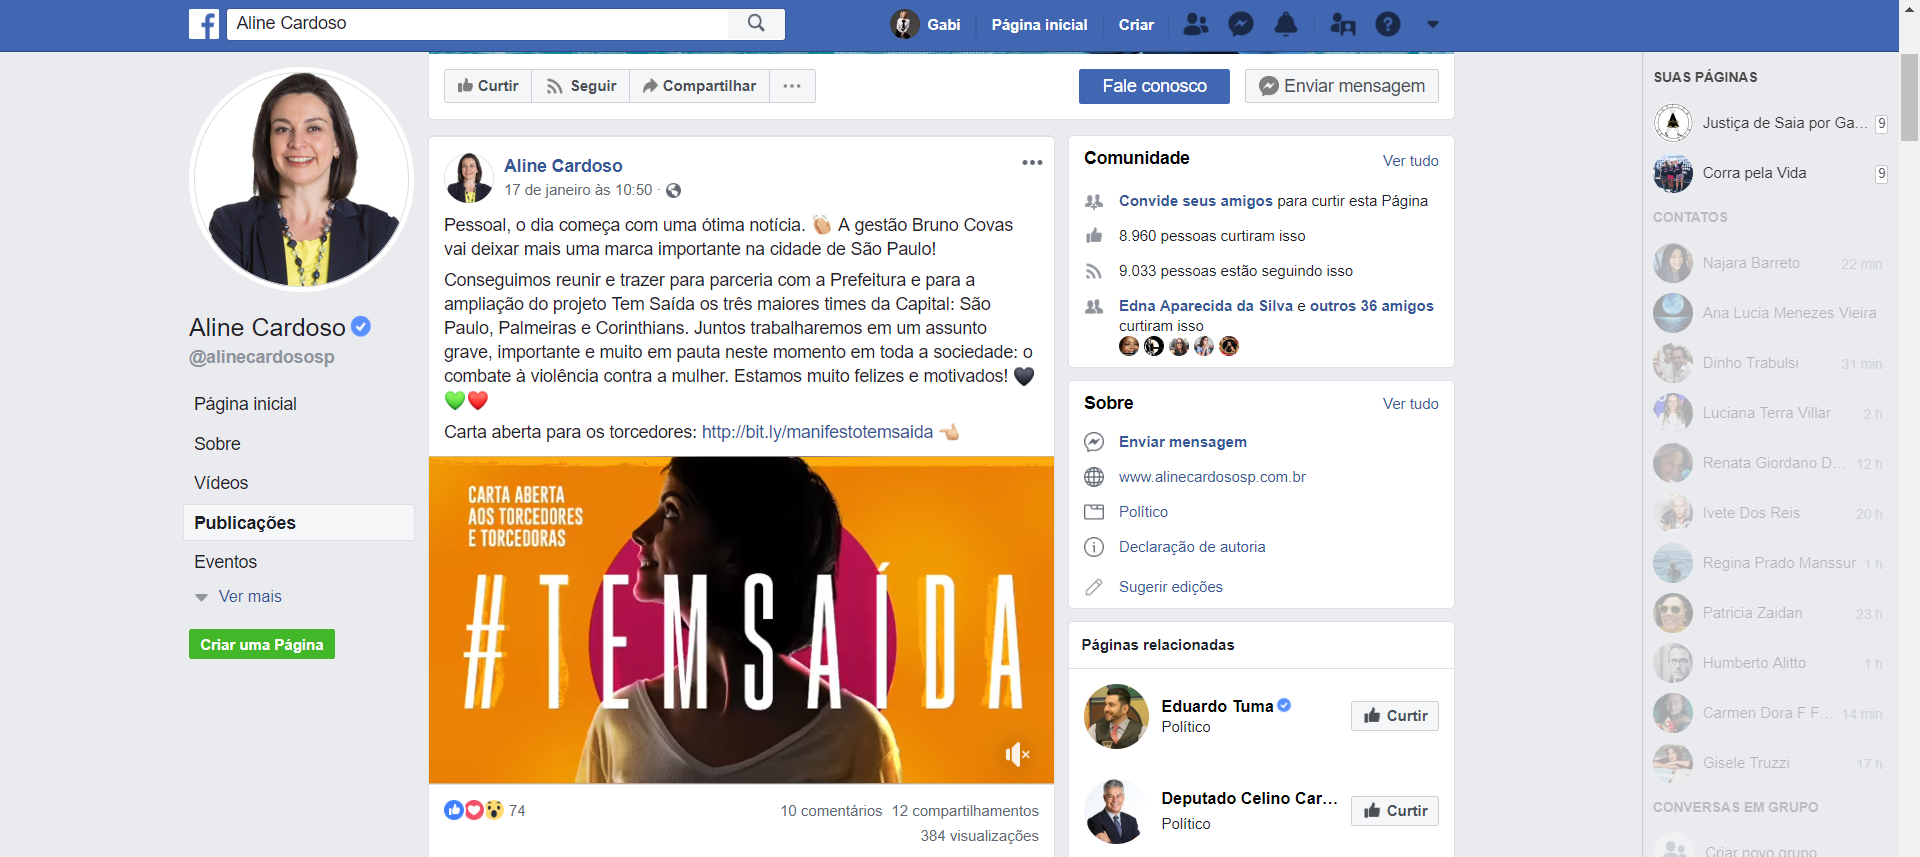 Aline Cardoso
Gabi
Página inicial
Criar
Aline Cardoso
@alinecardososp
Página inicial
Sobre
Vídeos
Publicações
Eventos
Ver mais
Criar uma Página
Curtir
Seguir
Compartilhar
Fale conosco
Enviar mensagem
Aline Cardoso
17 de janeiro às 10:50 ·
Pessoal, o dia começa com uma ótima notícia. 👏🏼 A gestão Bruno Covas
vai deixar mais uma marca importante na cidade de São Paulo!
Conseguimos reunir e trazer para parceria com a Prefeitura e para a
ampliação do projeto Tem Saída os três maiores times da Capital: São
Paulo, Palmeiras e Corinthians. Juntos trabalharemos em um assunto
grave, importante e muito em pauta neste momento em toda a sociedade: o
combate à violência contra a mulher. Estamos muito felizes e motivados! 🖤
💚❤️
Carta aberta para os torcedores: http://bit.ly/manifestotemsaida 👈🏼
CARTA ABERTA
AOS TORCEDORES
E TORCEDORAS
#TEMSAÍDA
74
10 comentários 12 compartilhamentos
384 visualizações
Comunidade
Ver tudo
Convide seus amigos para curtir esta Página
8.960 pessoas curtiram isso
9.033 pessoas estão seguindo isso
Edna Aparecida da Silva e outros 36 amigos
curtiram isso
Sobre
Ver tudo
Enviar mensagem
www.alinecardososp.com.br
Político
Declaração de autoria
Sugerir edições
Páginas relacionadas
Eduardo Tuma
Político
Curtir
Deputado Celino Car...
Político
Curtir
SUAS PÁGINAS
Justiça de Saia por Ga... 9
Corra pela Vida 9
CONTATOS
Najara Barreto 22 min
Ana Lucia Menezes Vieira
Dinho Trabulsi 31 min
Luciana Terra Villar 2 h
Renata Giordano D... 12 h
Ivete Dos Reis 20 h
Regina Prado Manssur 1 h
Patricia Zaidan 23 h
Humberto Alitto 1 h
Carmen Dora F F... 14 min
Gisele Truzzi 17 h
CONVERSAS EM GRUPO
Criar novo grupo